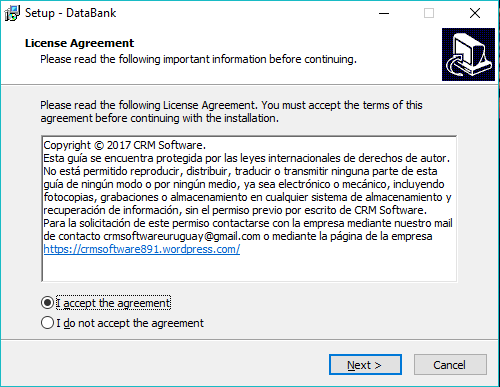 Setup - DataBank
License Agreement
Please read the following important information before continuing.
Please read the following License Agreement. You must accept the terms of this
agreement before continuing with the installation.
Copyright © 2017 CRM Software.
Esta guía se encuentra protegida por las leyes internacionales de derechos de autor.
No está permitido reproducir, distribuir, traducir o transmitir ninguna parte de esta
guía de ningún modo o por ningún medio, ya sea electrónico o mecánico, incluyendo
fotocopias, grabaciones o almacenamiento en cualquier sistema de almacenamiento y
recuperación de información, sin el permiso previo por escrito de CRM Software.
Para la solicitación de este permiso contactarse con la empresa mediante nuestro mail
de contacto crmsoftwareuruguay@gmail.com o mediante la página de la empresa
https://crmsoftware891.wordpress.com/
I accept the agreement
I do not accept the agreement
Next >
Cancel